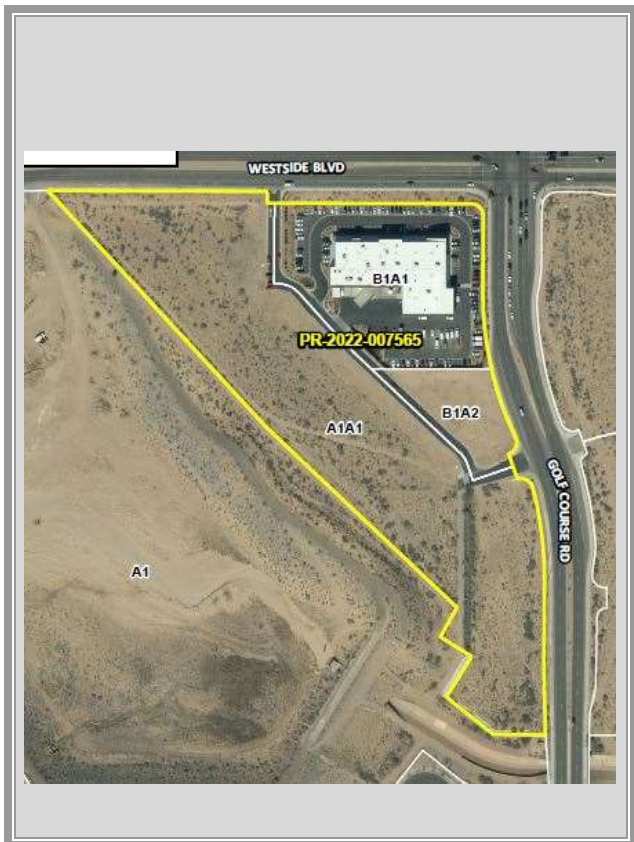 WESTSIDE BLVD
B1A1
PR-2022-007565
B1A2
A1A1
GOLF COURSE RD
A1